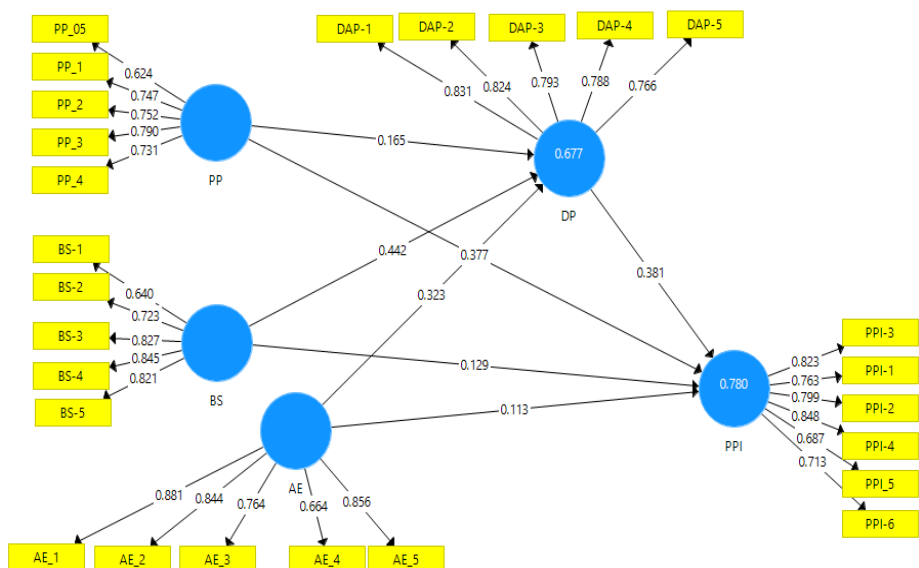 PP_05
PP_1
PP_2
PP_3
PP_4
0.624
0.747
0.752
0.790
0.731
PP
DAP-1
DAP-2
DAP-3
DAP-4
DAP-5
0.831
0.824
0.793
0.788
0.766
0.677
DP
0.165
0.442
0.377
0.323
0.381
BS-1
BS-2
BS-3
BS-4
BS-5
0.640
0.723
0.827
0.845
0.821
BS
0.129
0.113
AE
0.881
0.844
0.764
0.664
0.856
AE_1
AE_2
AE_3
AE_4
AE_5
0.780
PPI
0.823
0.763
0.799
0.848
0.687
0.713
PPI-3
PPI-1
PPI-2
PPI-4
PPI_5
PPI-6